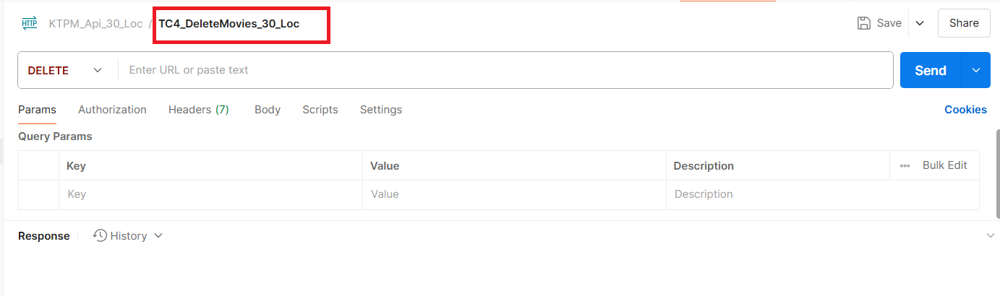 HTTP KTPM_Api_30_Loc / TC4_DeleteMovies_30_Loc Save Share
DELETE Enter URL or paste text Send
Params Authorization Headers (7) Body Scripts Settings Cookies
Query Params
Key Value Description Bulk Edit
Key Value Description
Response History